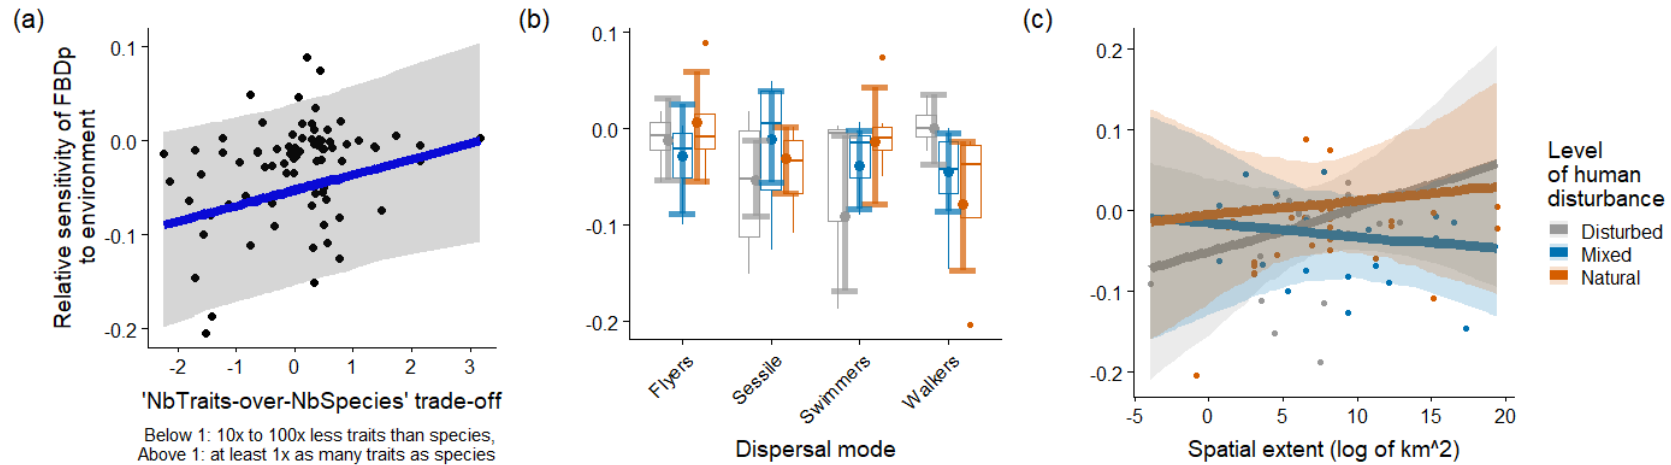 (a)
Relative sensitivity of FBDp
to environment
0.1
0.0
-0.1
-0.2
-2
-1
0
1
2
3
'NbTraits-over-NbSpecies' trade-off
Below 1: 10x to 100x less traits than species,
Above 1: at least 1x as many traits as species
(b)
0.1
0.0
-0.1
-0.2
Flyers
Sessile
Swimmers
Walkers
Dispersal mode
(c)
0.2
0.1
0.0
-0.1
-0.2
-5
0
5
10
15
20
Spatial extent (log of km^2)
Level
of human
disturbance
Disturbed
Mixed
Natural